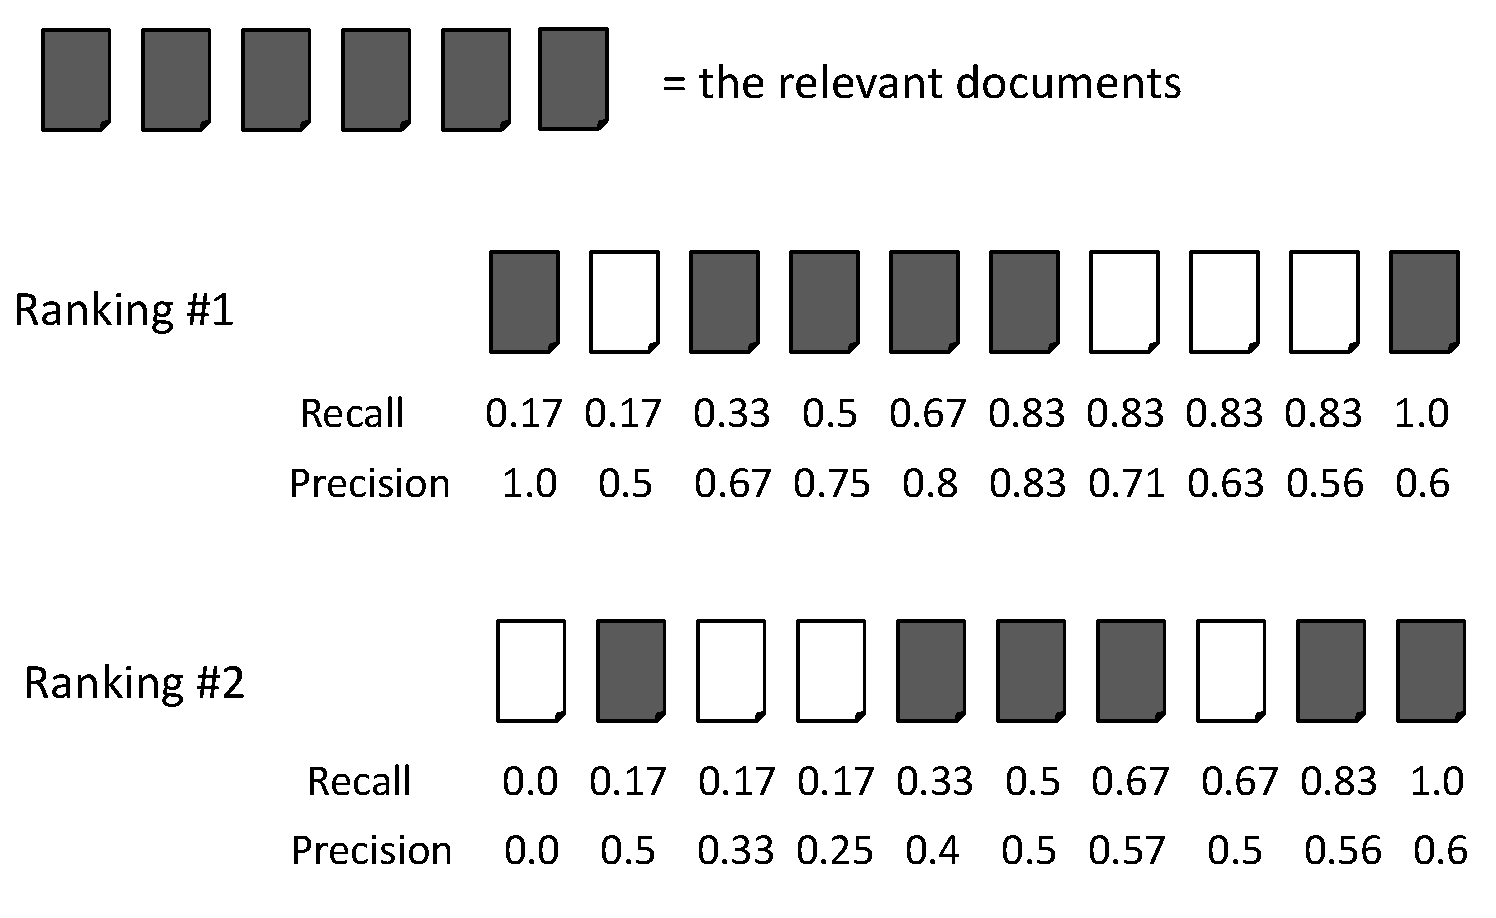 = the relevant documents
Ranking #1
Recall 0.17 0.17 0.33 0.5 0.67 0.83 0.83 0.83 0.83 1.0
Precision 1.0 0.5 0.67 0.75 0.8 0.83 0.71 0.63 0.56 0.6
Ranking #2
Recall 0.0 0.17 0.17 0.17 0.33 0.5 0.67 0.67 0.83 1.0
Precision 0.0 0.5 0.33 0.25 0.4 0.5 0.57 0.5 0.56 0.6